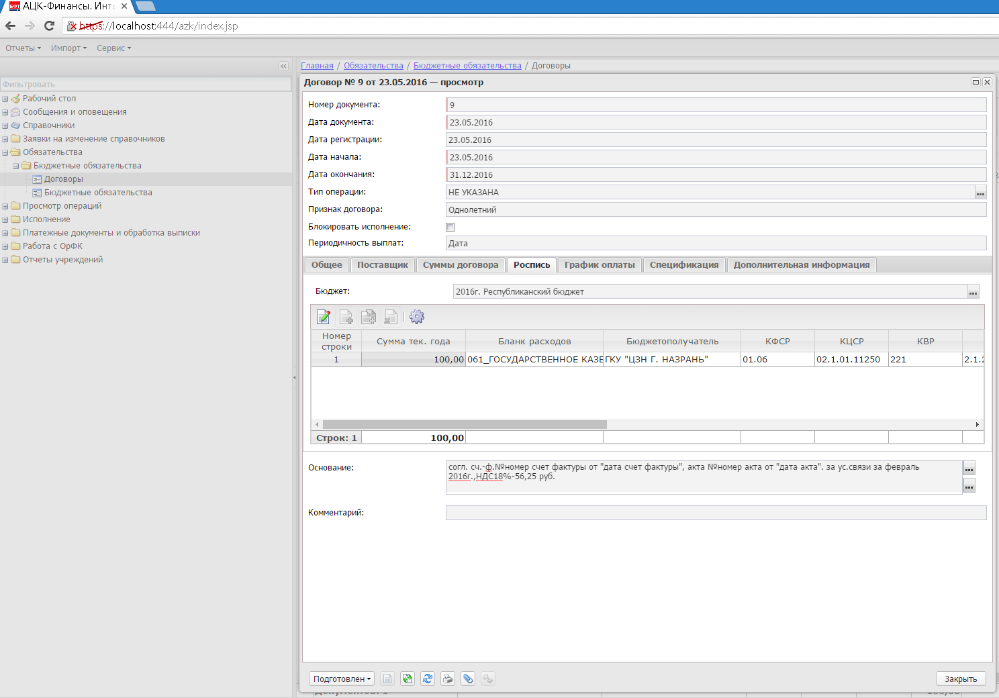 АЦК-Финансы. Инте
https://localhost:444/azk/index.jsp
Отчеты Импорт Сервис
Главная / Обязательства / Бюджетные обязательства / Договоры
Фильтровать
Рабочий стол
Сообщения и оповещения
Справочники
Заявки на изменение справочников
Обязательства
Бюджетные обязательства
Договоры
Бюджетные обязательства
Просмотр операций
Исполнение
Платежные документы и обработка выписки
Работа с ОрФК
Отчеты учреждений
Договор № 9 от 23.05.2016 — просмотр
Номер документа: 9
Дата документа: 23.05.2016
Дата регистрации: 23.05.2016
Дата начала: 23.05.2016
Дата окончания: 31.12.2016
Тип операции: НЕ УКАЗАНА
Признак договора: Однолетний
Блокировать исполнение:
Периодичность выплат: Дата
Общее Поставщик Суммы договора Роспись График оплаты Спецификация Дополнительная информация
Бюджет: 2016г. Республиканский бюджет
Номер строки Сумма тек. года Бланк расходов Бюджетополучатель КФСР КЦСР КВР
1 100,00 061_ГОСУДАРСТВЕННОЕ КАЗЕ ГКУ "ЦЗН Г. НАЗРАНЬ" 01.06 02.1.01.11250 221 2.1.2
Строк: 1 100,00
Основание: согл. сч.-ф.№номер счет фактуры от "дата счет фактуры", акта №номер акта от "дата акта". за ус.связи за февраль
2016г.,НДС18%-56,25 руб.
Комментарий:
Подготовлен Закрыть